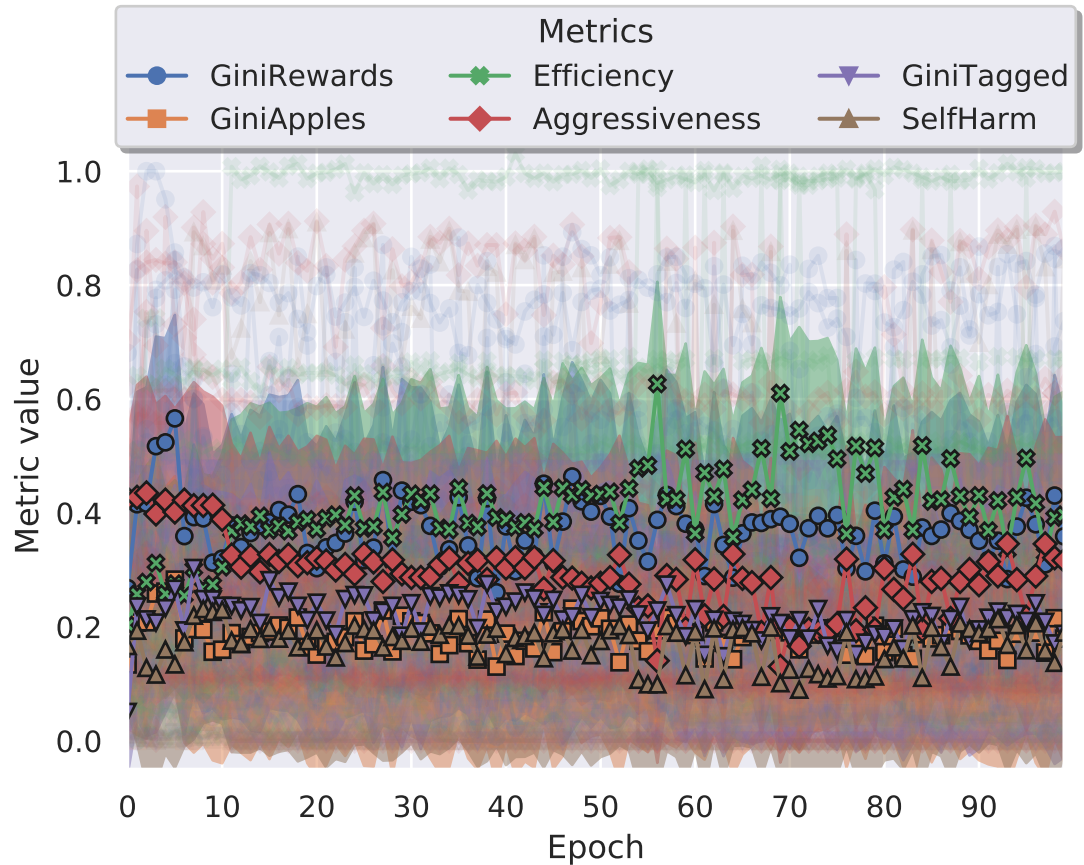 Metrics
GiniRewards Efficiency GiniTagged
GiniApples Aggressiveness SelfHarm
1.0
0.8
0.6
0.4
0.2
0.0
Metric value
0 10 20 30 40 50 60 70 80 90
Epoch